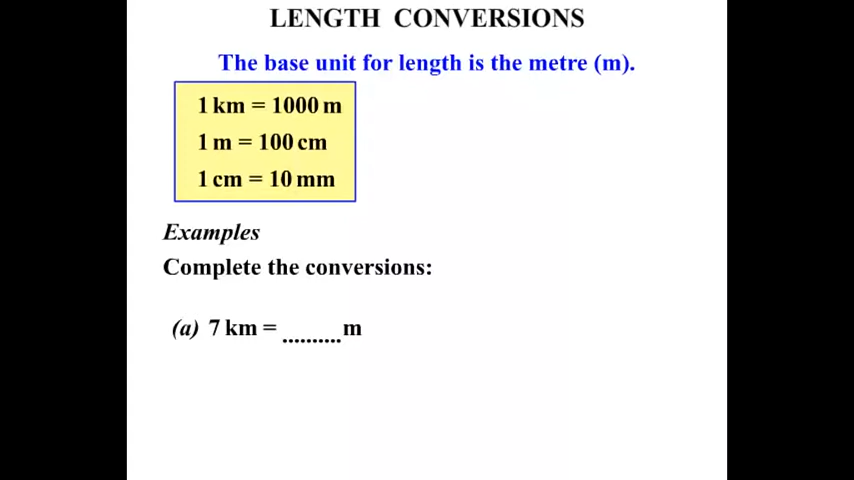 LENGTH CONVERSIONS
The base unit for length is the metre (m).
1 km = 1000 m
1 m = 100 cm
1 cm = 10 mm
Examples
Complete the conversions:
(a) 7 km = .......... m